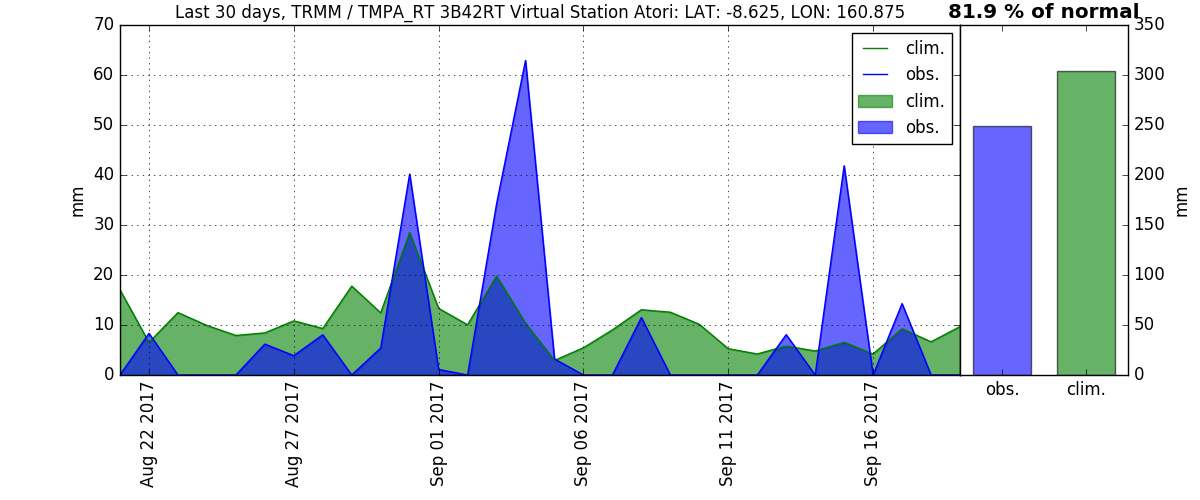 Last 30 days, TRMM / TMPA_RT 3B42RT Virtual Station Atori: LAT: -8.625, LON: 160.875
81.9 % of normal
70
60
50
40
30
20
10
0
mm
clim.
obs.
clim.
obs.
350
300
250
200
150
100
50
0
mm
obs.
clim.
Aug 22 2017
Aug 27 2017
Sep 01 2017
Sep 06 2017
Sep 11 2017
Sep 16 2017